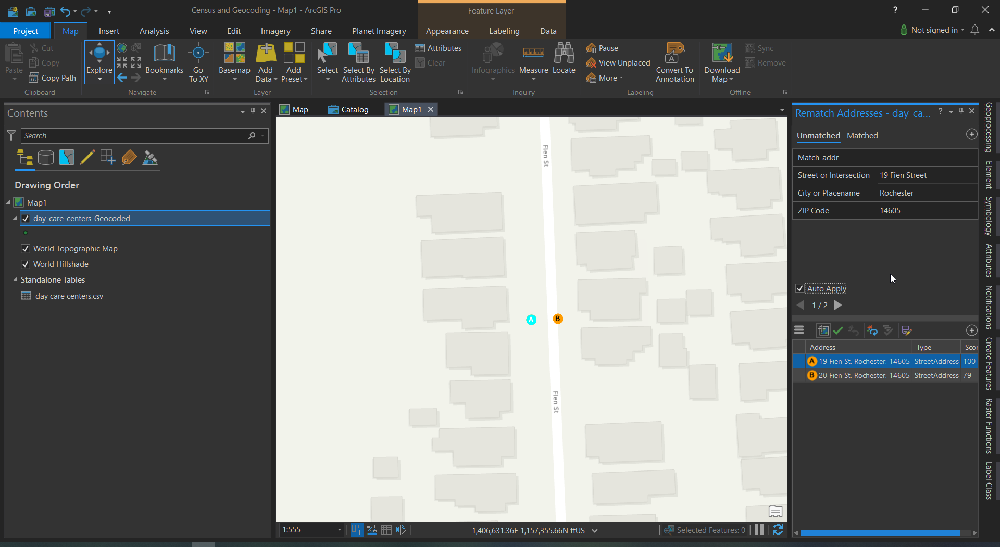 Census and Geocoding - Map1 - ArcGIS Pro
Feature Layer
?
Project
Map
Insert
Analysis
View
Edit
Imagery
Share
Planet Imagery
Appearance
Labeling
Data
Not signed in
Paste
Cut
Copy
Copy Path
Clipboard
Explore
Bookmarks
Go
To XY
Navigate
Basemap
Add
Data
Add
Preset
Layer
Select
Select By
Attributes
Select By
Location
Attributes
Clear
Selection
Infographics
Measure
Locate
Inquiry
Pause
View Unplaced
More
Convert To
Annotation
Labeling
Download
Map
Sync
Remove
Offline
Contents
Search
Drawing Order
Map1
day_care_centers_Geocoded
World Topographic Map
World Hillshade
Standalone Tables
day care centers.csv
Map
Catalog
Map1
Fien St
A
B
Fien St
1:555
1,406,631.36E 1,157,355.66N ftUS
Selected Features: 0
Rematch Addresses - day_ca...
?
Unmatched
Matched
Match_addr
Street or Intersection 19 Fien Street
City or Placename Rochester
ZIP Code 14605
Auto Apply
1 / 2
Address Type Scor
A 19 Fien St, Rochester, 14605 StreetAddress 100
B 20 Fien St, Rochester, 14605 StreetAddress 79
Geoprocessing
Element
Symbology
Attributes
Notifications
Create Features
Raster Functions
Label Class